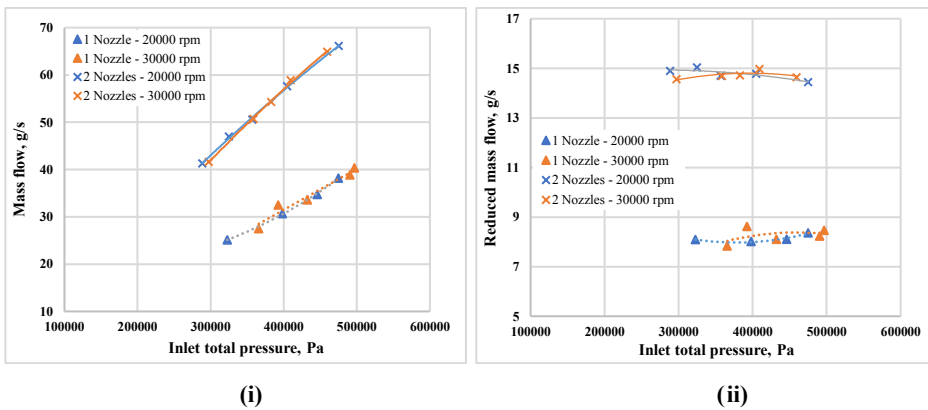 70
60
50
40
30
20
10
Mass flow, g/s
1 Nozzle - 20000 rpm
1 Nozzle - 30000 rpm
2 Nozzles - 20000 rpm
2 Nozzles - 30000 rpm
100000 200000 300000 400000 500000 600000
Inlet total pressure, Pa
(i)
17
15
13
11
9
7
5
Reduced mass flow, g/s
1 Nozzle - 20000 rpm
1 Nozzle - 30000 rpm
2 Nozzles - 20000 rpm
2 Nozzles - 30000 rpm
100000 200000 300000 400000 500000 600000
Inlet total pressure, Pa
(ii)